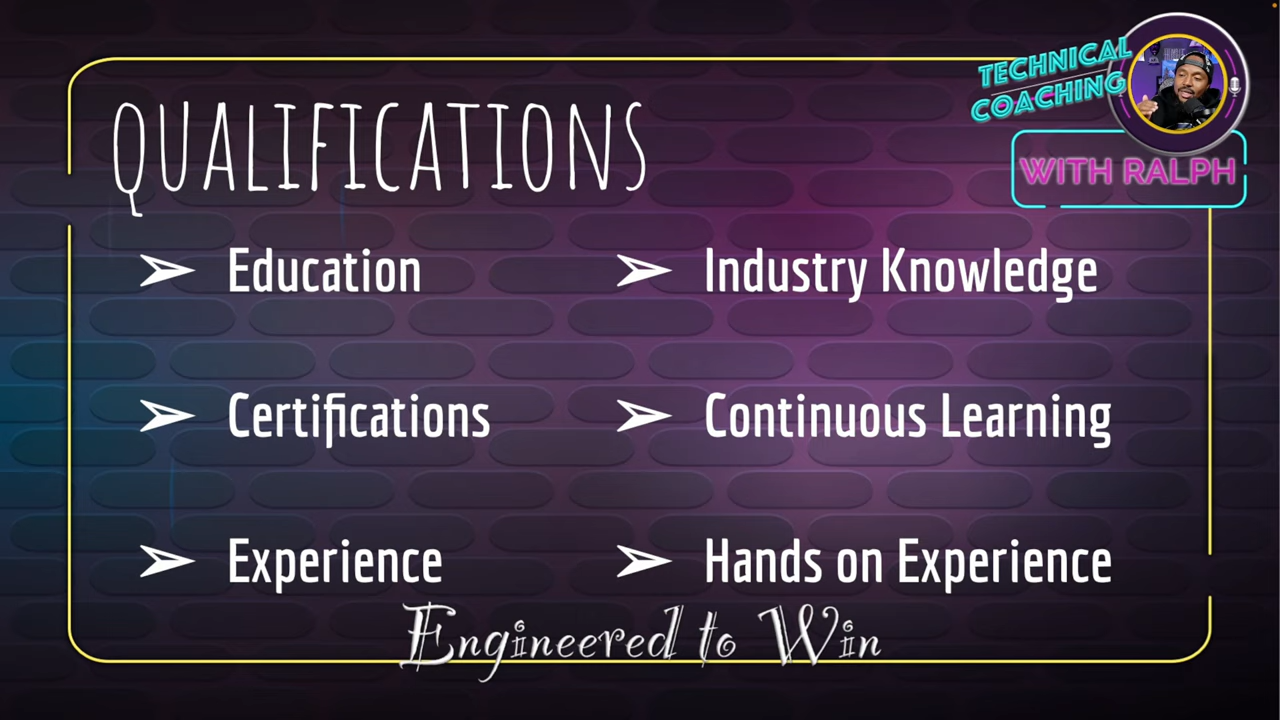 TECHNICAL
COACHING
WITH RALPH
QUALIFICATIONS
➢ Education
➢ Certifications
➢ Experience
➢ Industry Knowledge
➢ Continuous Learning
➢ Hands on Experience
Engineered to Win